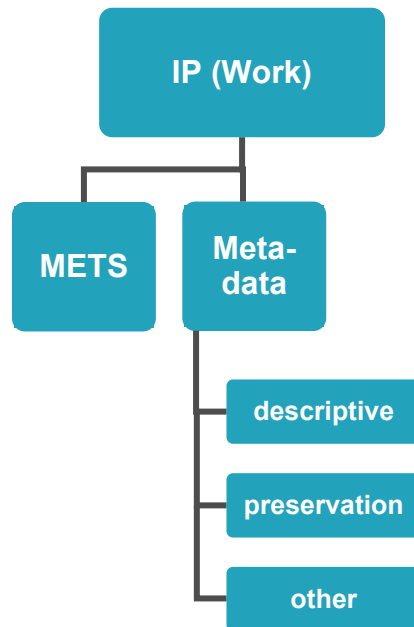 IP (Work)
METS
Meta-
data
descriptive
preservation
other